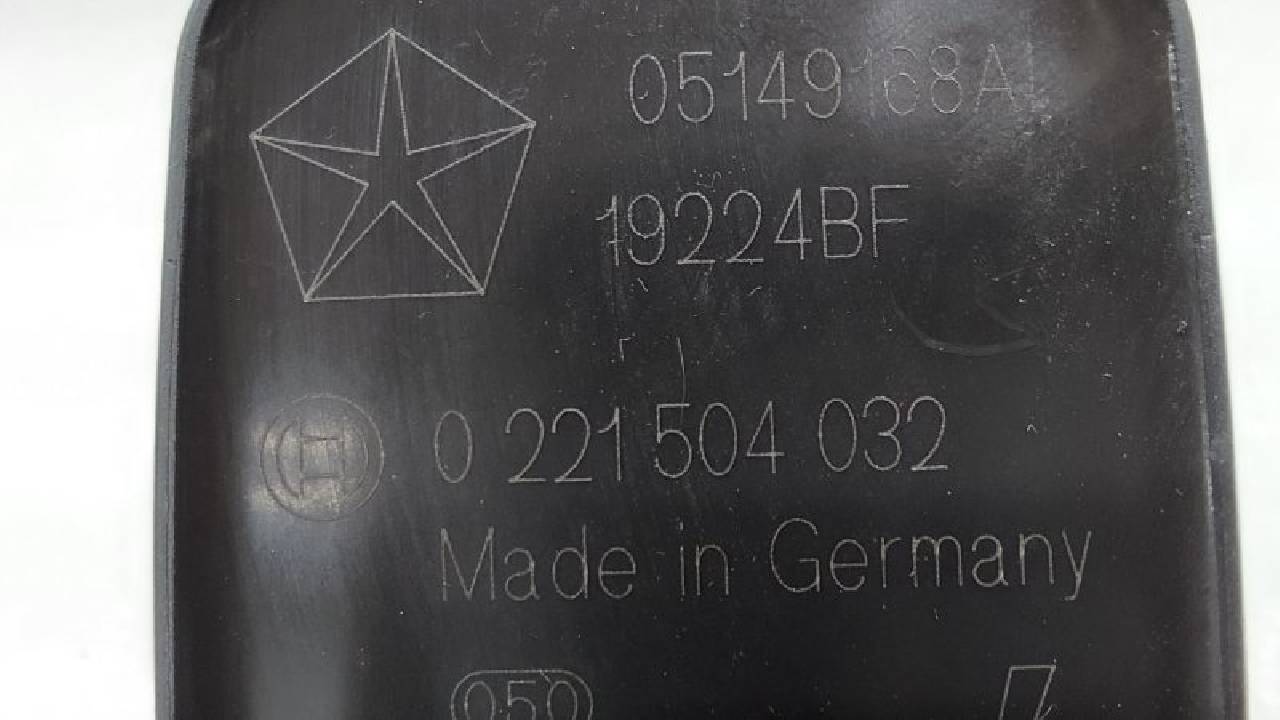 05149168AI
19224BF
0 221 504 032
Made in Germany
050